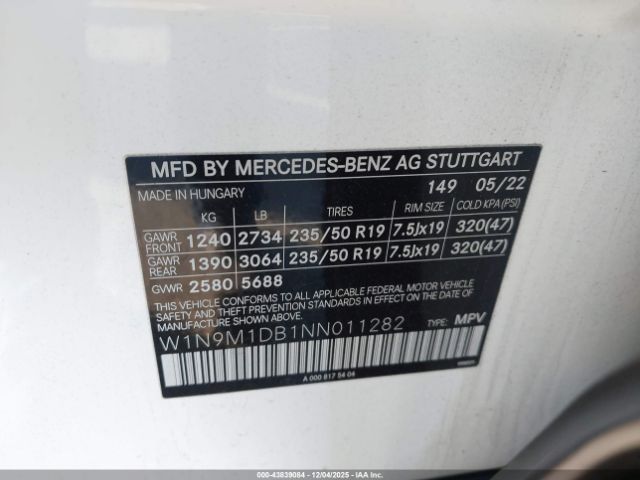 MFD BY MERCEDES-BENZ AG STUTTGART
MADE IN HUNGARY 149 05/22
KG LB TIRES RIM SIZE COLD KPA(PSI)
GAWR FRONT 1240 2734 235/50 R19 7.5Jx19 320(47)
GAWR REAR 1390 3064 235/50 R19 7.5Jx19 320(47)
GVWR 2580 5688
THIS VEHICLE CONFORMS TO ALL APPLICABLE FEDERAL MOTOR VEHICLE
SAFETY, BUMPER, AND THEFT PREVENTION STANDARDS IN EFFECT
ON THE DATE OF MANUFACTURE SHOWN ABOVE.
W1N9M1DB1NN011282 TYPE: MPV
A 000 817 54 04
000-43839084 - 12/04/2025 - IAAI.COM